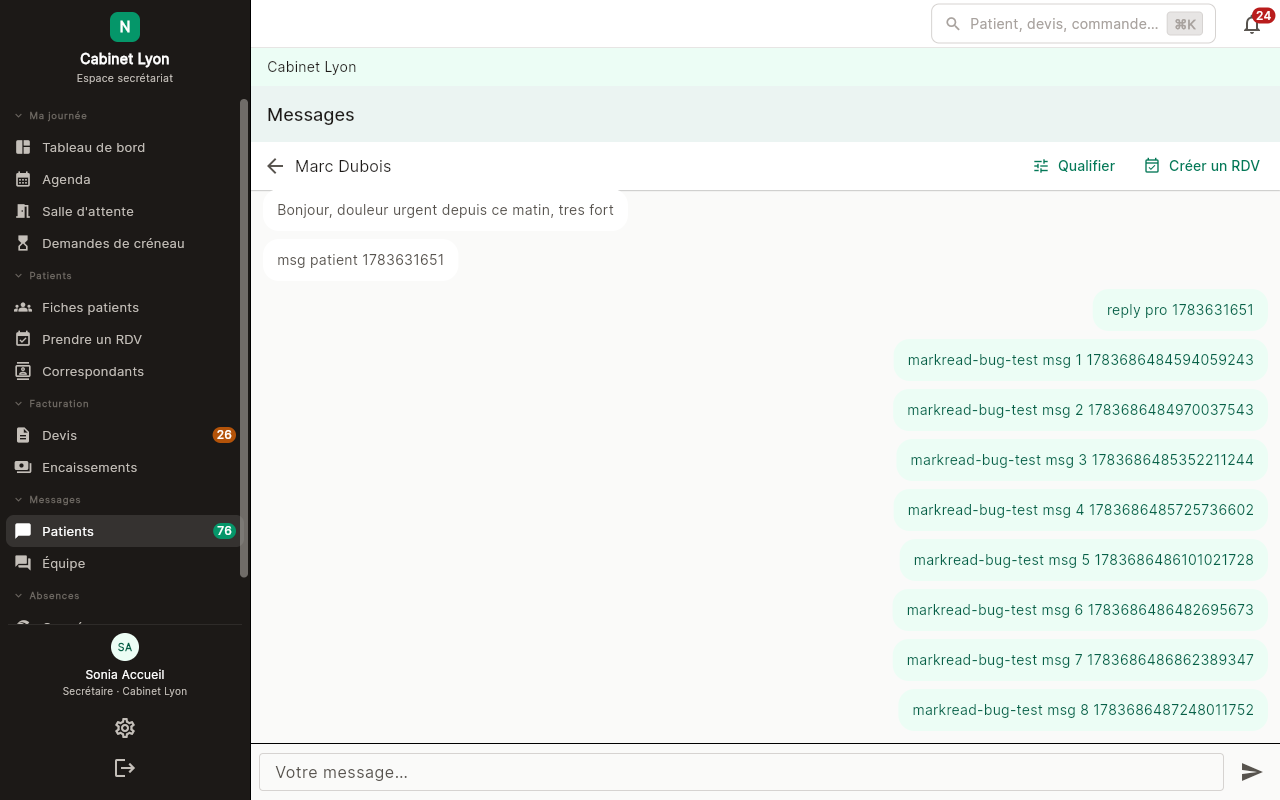 N
Cabinet Lyon
Espace secrétariat
Ma journée
Tableau de bord
Agenda
Salle d'attente
Demandes de créneau
Patients
Fiches patients
Prendre un RDV
Correspondants
Facturation
Devis 26
Encaissements
Messages
Patients 76
Équipe
Absences
SA
Sonia Accueil
Secrétaire · Cabinet Lyon
Patient, devis, commande... ⌘K
24
Cabinet Lyon
Messages
Marc Dubois
Qualifier
Créer un RDV
Bonjour, douleur urgent depuis ce matin, tres fort
msg patient 1783631651
reply pro 1783631651
markread-bug-test msg 1 1783686484594059243
markread-bug-test msg 2 1783686484970037543
markread-bug-test msg 3 1783686485352211244
markread-bug-test msg 4 1783686485725736602
markread-bug-test msg 5 1783686486101021728
markread-bug-test msg 6 1783686486482695673
markread-bug-test msg 7 1783686486862389347
markread-bug-test msg 8 1783686487248011752
Votre message...